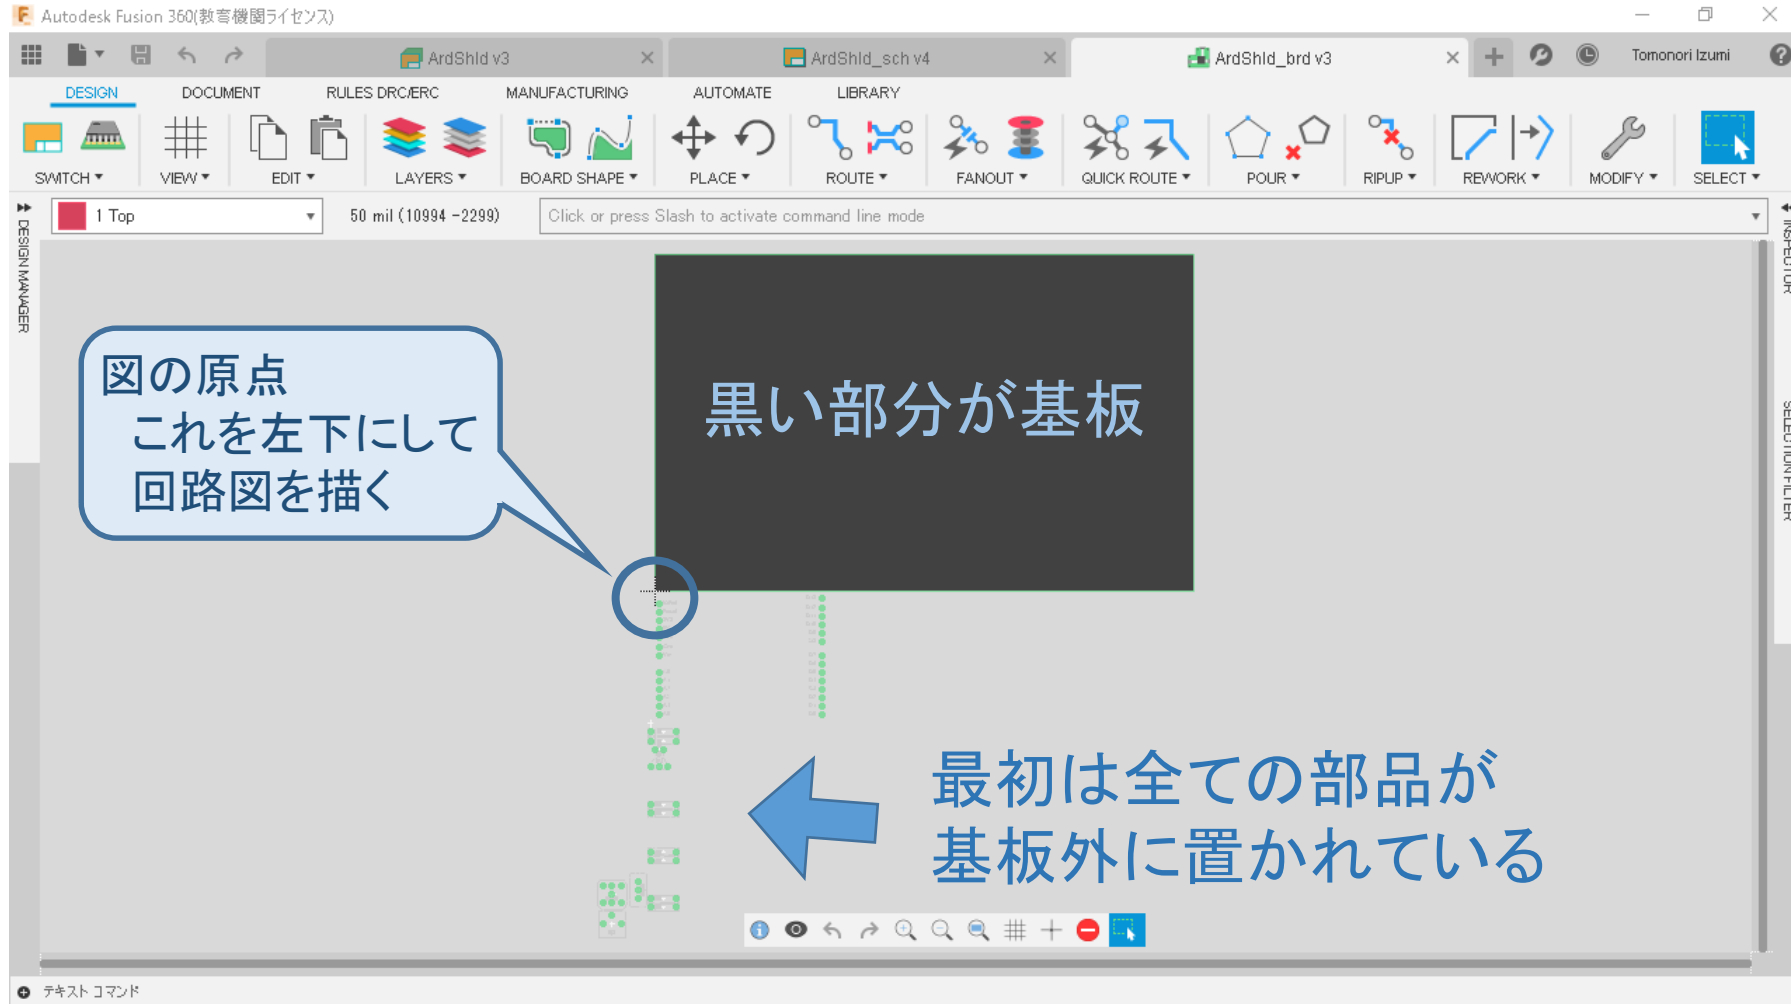 Autodesk Fusion 360(教育機関ライセンス)
ArdShld v3
ArdShld_sch v4
ArdShld_brd v3
Tomonori Izumi
DESIGN DOCUMENT RULES DRC/ERC MANUFACTURING AUTOMATE LIBRARY
SWITCH VIEW EDIT LAYERS BOARD SHAPE PLACE ROUTE FANOUT QUICK ROUTE POUR RIPUP REWORK MODIFY SELECT
1 Top
50 mil (10994 -2299)
Click or press Slash to activate command line mode
DESIGN MANAGER
INSPECTOR
SELECTION FILTER
図の原点
これを左下にして
回路図を描く
黒い部分が基板
最初は全ての部品が
基板外に置かれている
テキスト コマンド